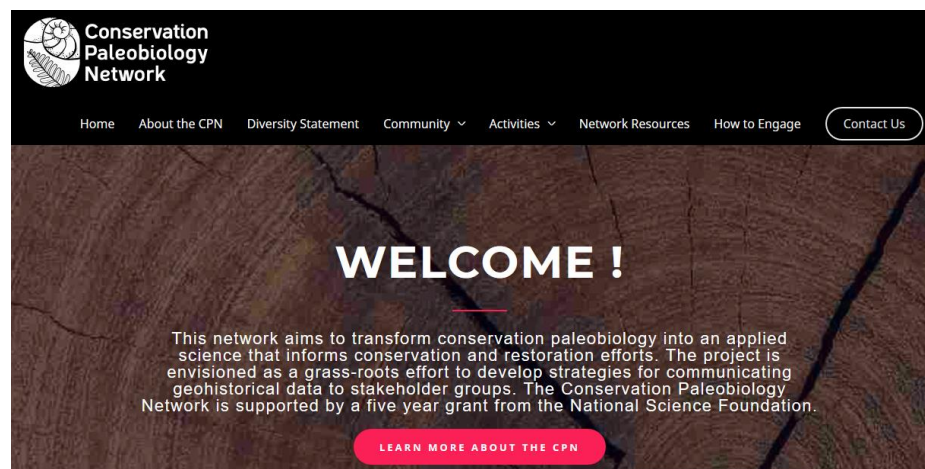 Conservation
Paleobiology
Network
Home About the CPN Diversity Statement Community Activities Network Resources How to Engage Contact Us
WELCOME !
This network aims to transform conservation paleobiology into an applied
science that informs conservation and restoration efforts. The project is
envisioned as a grass-roots effort to develop strategies for communicating
geohistorical data to stakeholder groups. The Conservation Paleobiology
Network is supported by a five year grant from the National Science Foundation.
LEARN MORE ABOUT THE CPN